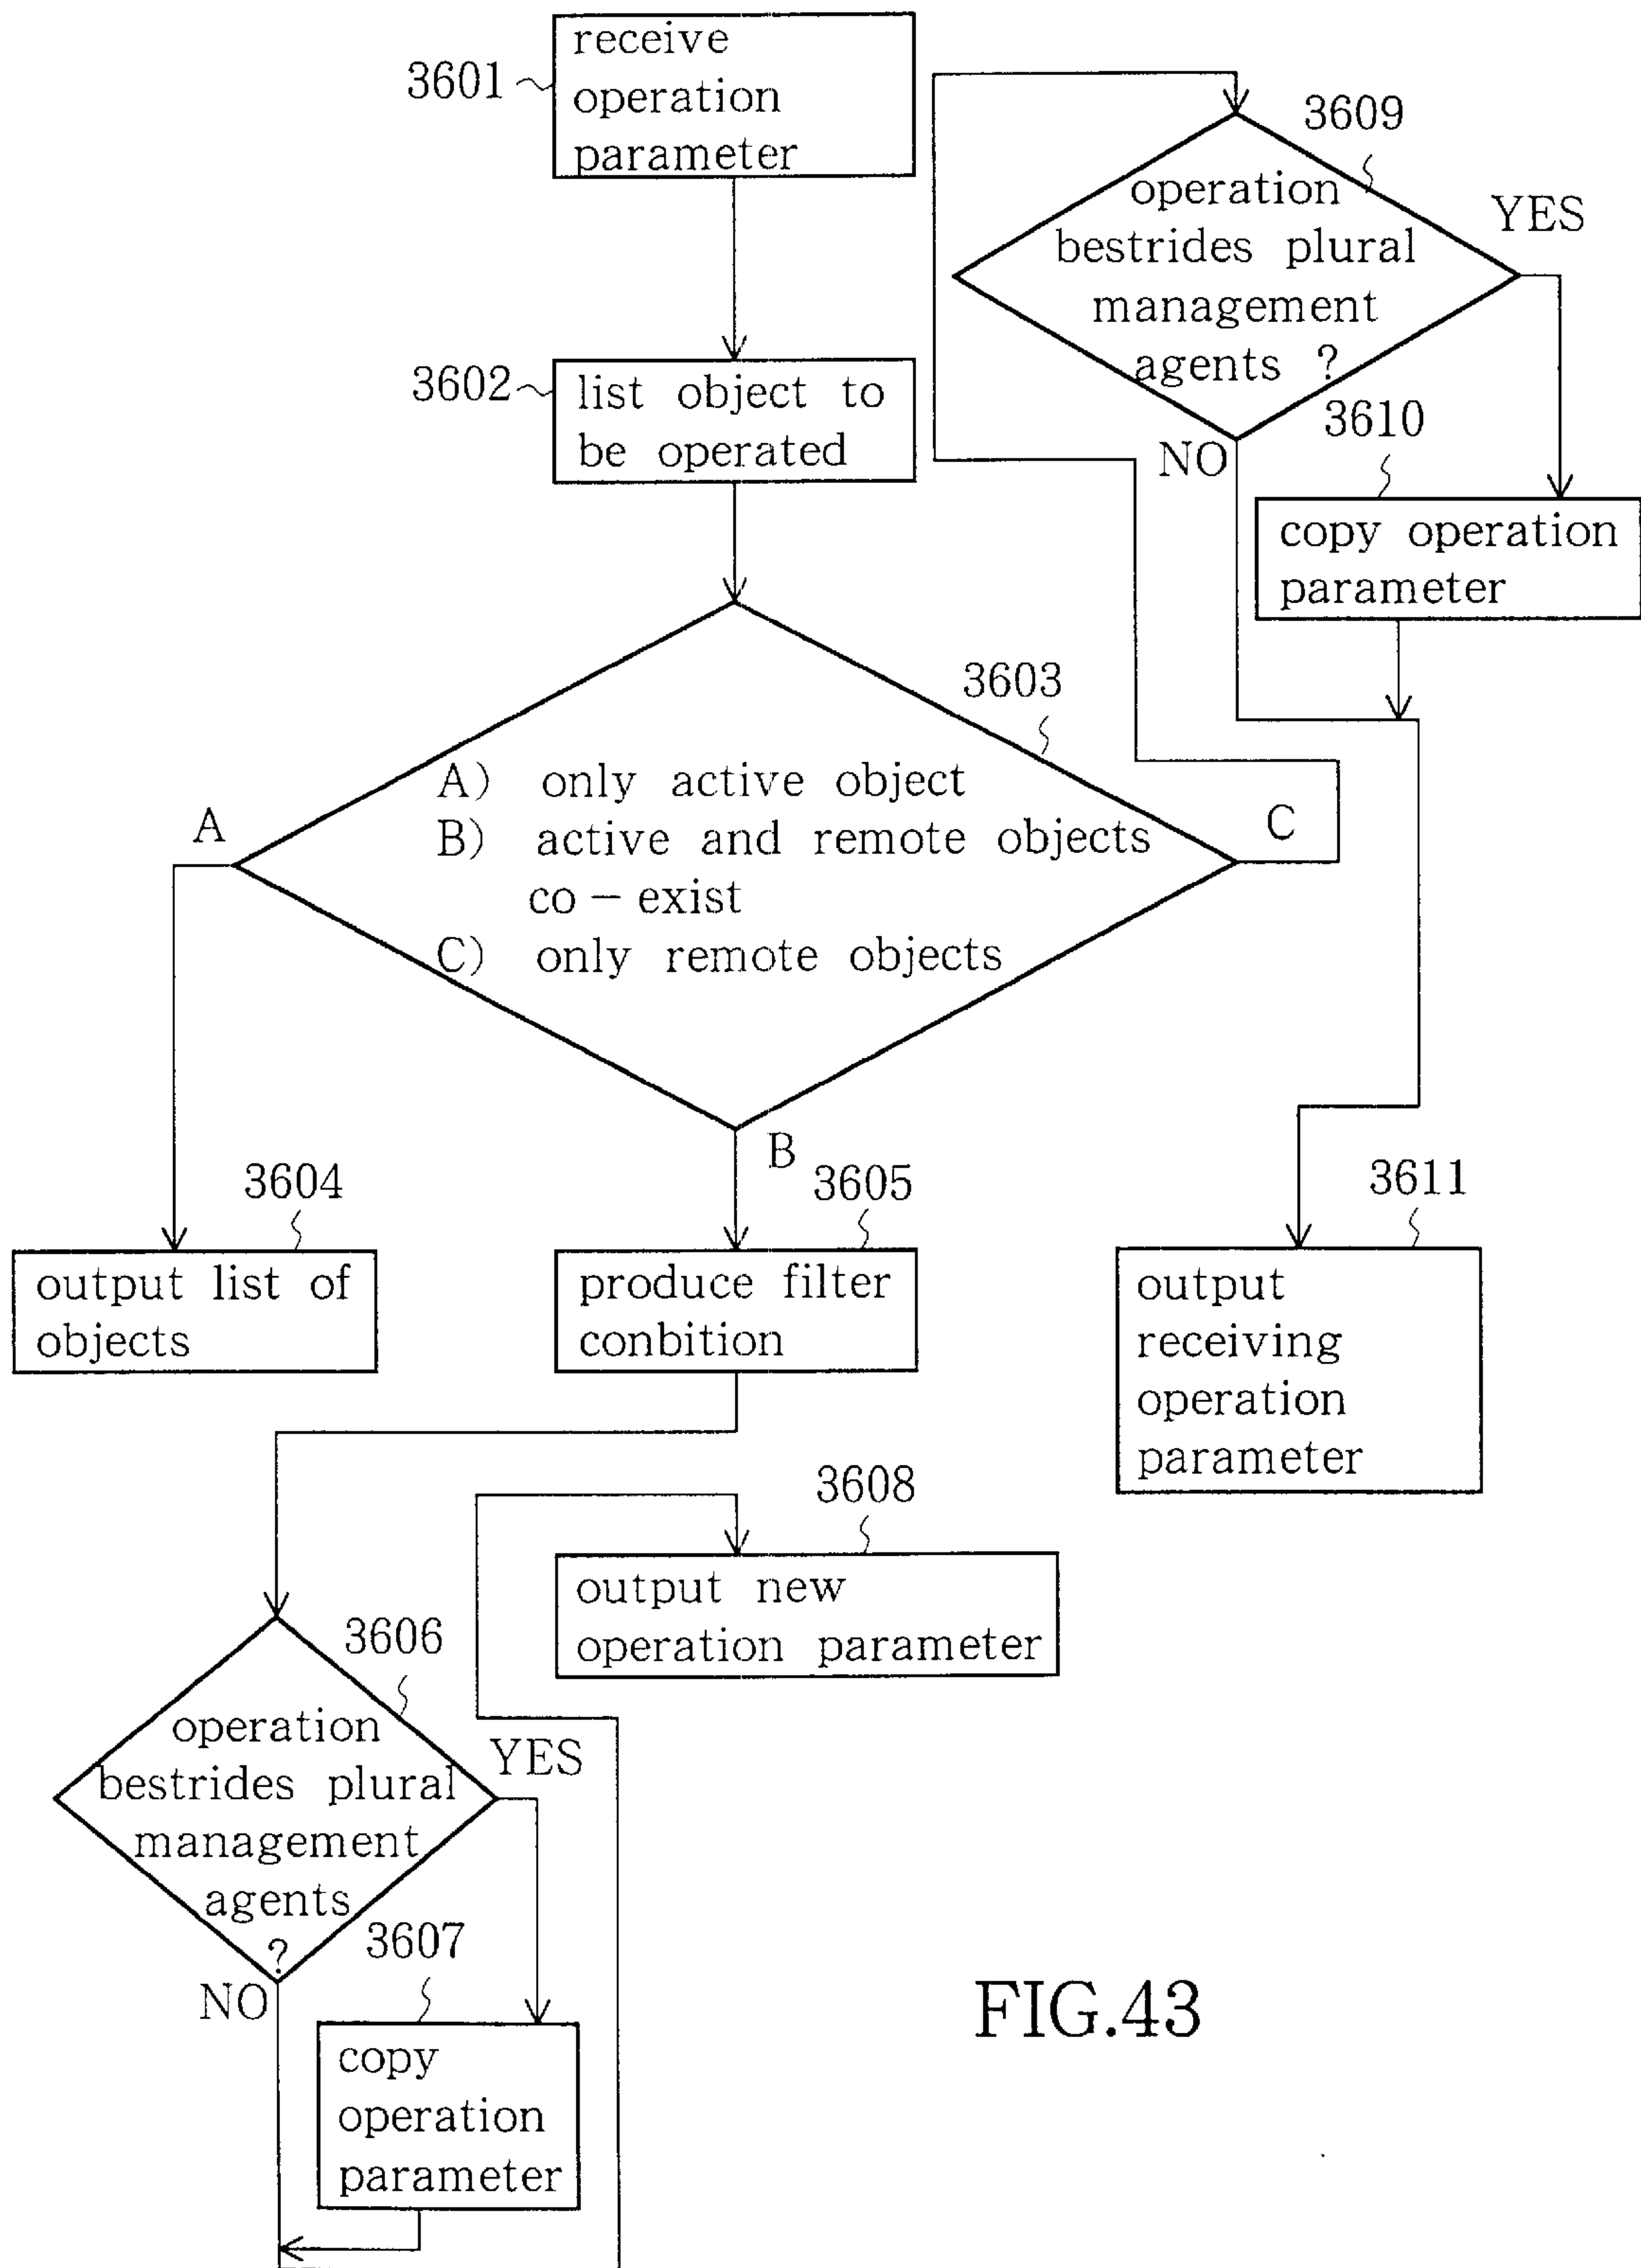 3601
receive
operation
parameter
3602
list object to
be operated
3603
A) only active object
B) active and remote objects
co-exist
C) only remote objects
A
B
C
3604
output list of
objects
3605
produce filter
conbition
3606
operation
bestrides plural
management
agents
?
YES
NO
3607
copy
operation
parameter
3608
output new
operation parameter
3609
operation
bestrides plural
management
agents ?
YES
NO
3610
copy operation
parameter
3611
output
receiving
operation
parameter
FIG.43